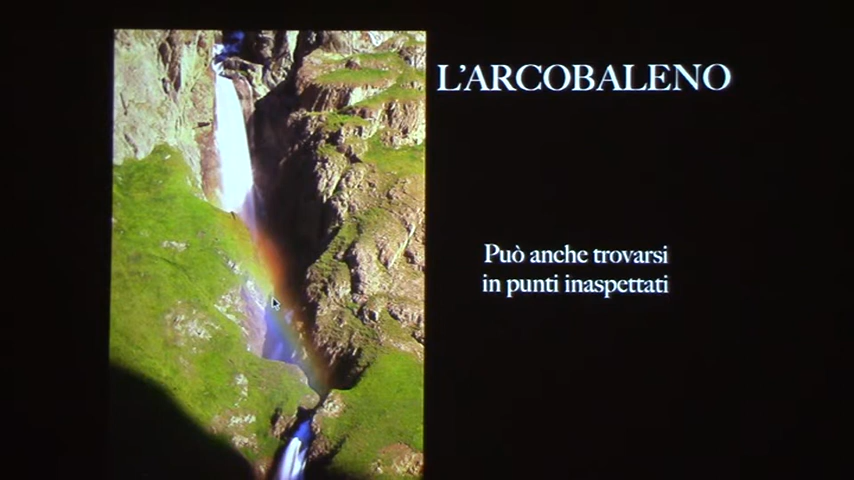 L'ARCOBALENO
Può anche trovarsi
in punti inaspettati